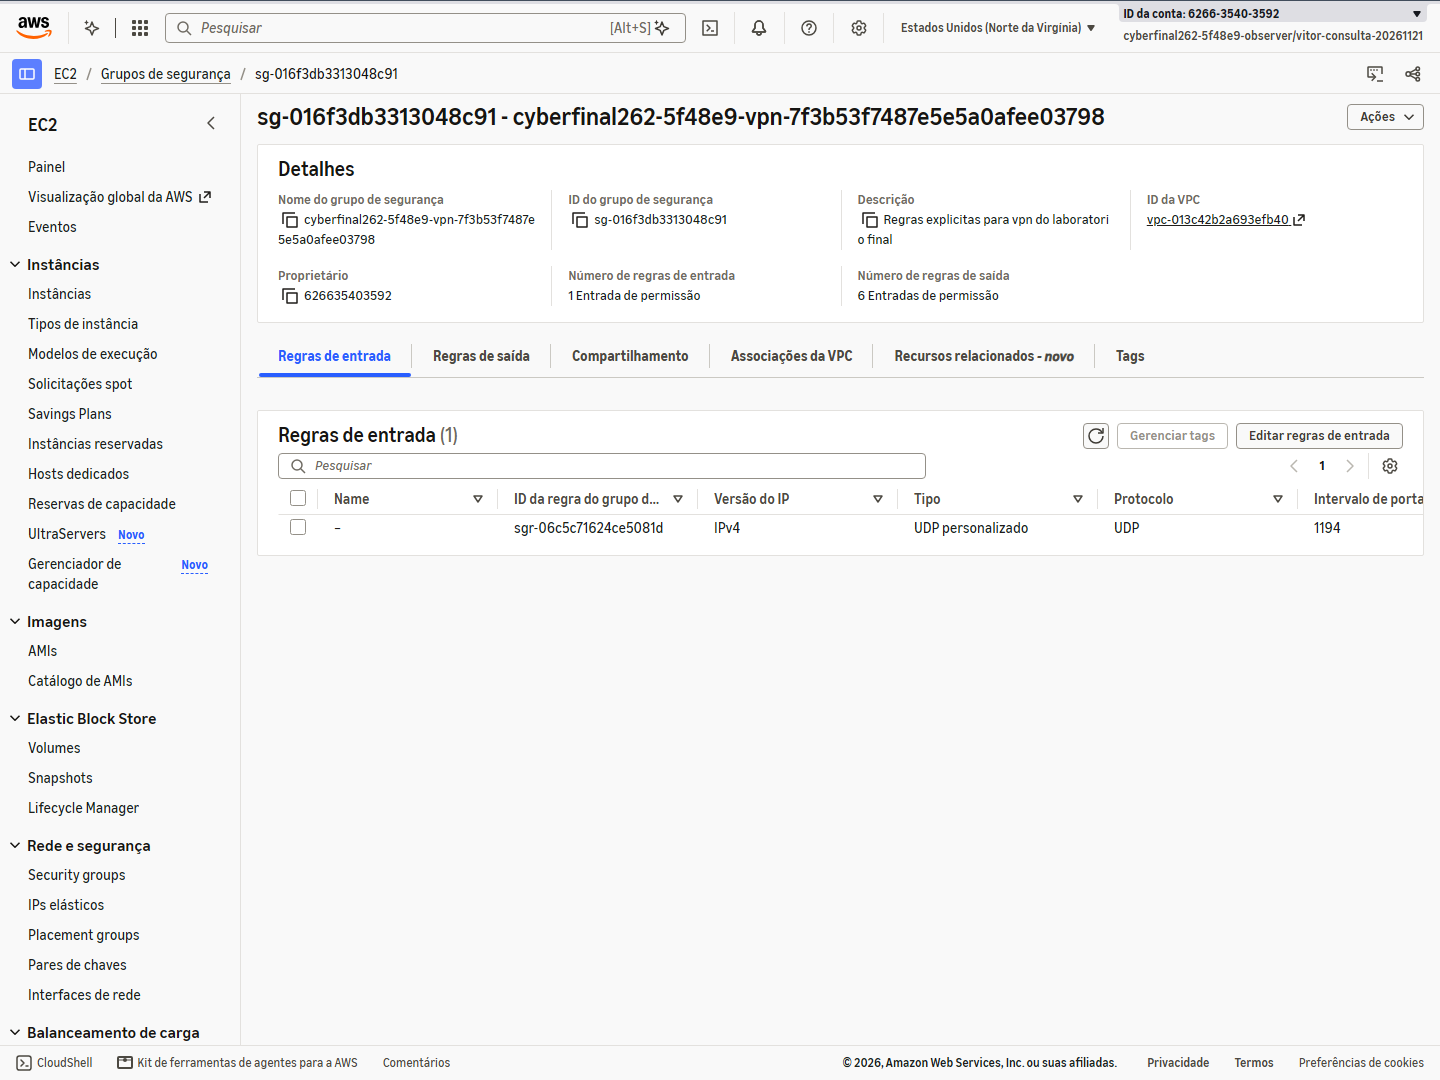 aws
Pesquisar [Alt+S]
Estados Unidos (Norte da Virgínia)
ID da conta: 6266-3540-3592
cyberfinal262-5f48e9-observer/vitor-consulta-20261121
EC2 / Grupos de segurança / sg-016f3db3313048c91
EC2
Painel
Visualização global da AWS
Eventos
Instâncias
Instâncias
Tipos de instância
Modelos de execução
Solicitações spot
Savings Plans
Instâncias reservadas
Hosts dedicados
Reservas de capacidade
UltraServers Novo
Gerenciador de capacidade Novo
Imagens
AMIs
Catálogo de AMIs
Elastic Block Store
Volumes
Snapshots
Lifecycle Manager
Rede e segurança
Security groups
IPs elásticos
Placement groups
Pares de chaves
Interfaces de rede
Balanceamento de carga
sg-016f3db3313048c91 - cyberfinal262-5f48e9-vpn-7f3b53f7487e5e5a0afee03798
Ações
Detalhes
Nome do grupo de segurança
cyberfinal262-5f48e9-vpn-7f3b53f7487e
5e5a0afee03798
ID do grupo de segurança
sg-016f3db3313048c91
Descrição
Regras explicitas para vpn do laboratori
o final
ID da VPC
vpc-013c42b2a693efb40
Proprietário
626635403592
Número de regras de entrada
1 Entrada de permissão
Número de regras de saída
6 Entradas de permissão
Regras de entrada
Regras de saída
Compartilhamento
Associações da VPC
Recursos relacionados - novo
Tags
Regras de entrada (1)
Gerenciar tags
Editar regras de entrada
Pesquisar
1
Name ID da regra do grupo d... Versão do IP Tipo Protocolo Intervalo de porta
– sgr-06c5c71624ce5081d IPv4 UDP personalizado UDP 1194
CloudShell
Kit de ferramentas de agentes para a AWS
Comentários
© 2026, Amazon Web Services, Inc. ou suas afiliadas.
Privacidade
Termos
Preferências de cookies